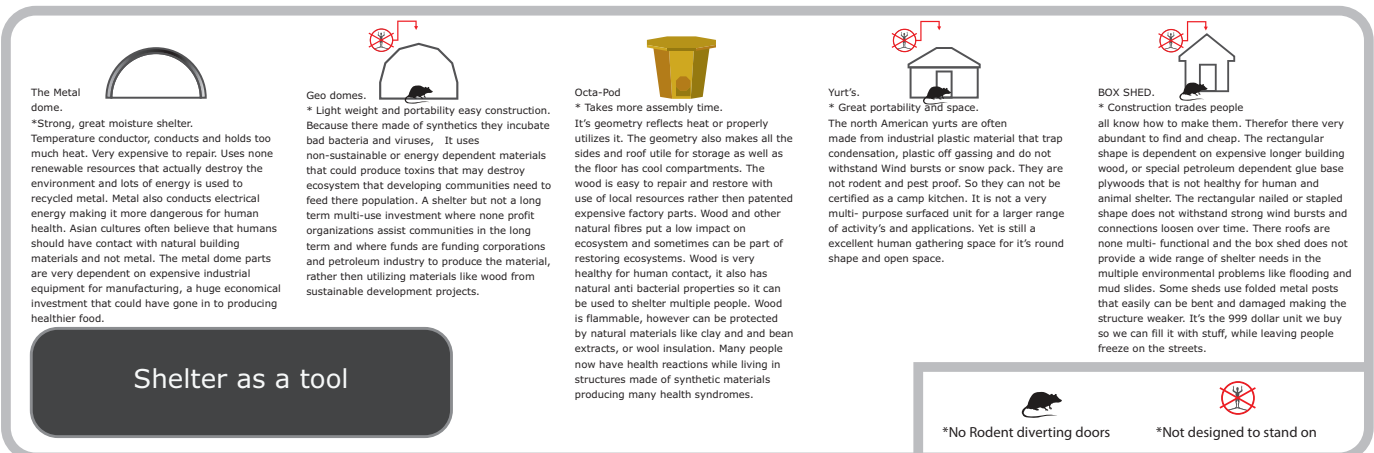 The Metal
dome.
*Strong, great moisture shelter.
Temperature conductor, conducts and holds too
much heat. Very expensive to repair. Uses none
renewable resources that actually destroy the
environment and lots of energy is used to
recycled metal. Metal also conducts electrical
energy making it more dangerous for human
health. Asian cultures often believe that humans
should have contact with natural building
materials and not metal. The metal dome parts
are very dependent on expensive industrial
equipment for manufacturing, a huge economical
investment that could have gone in to producing
healthier food.
Geo domes.
* Light weight and portability easy construction.
Because there made of synthetics they incubate
bad bacteria and viruses, It uses
non-sustainable or energy dependent materials
that could produce toxins that may destroy
ecosystem that developing communities need to
feed there population. A shelter but not a long
term multi-use investment where none profit
organizations assist communities in the long
term and where funds are funding corporations
and petroleum industry to produce the material,
rather then utilizing materials like wood from
sustainable development projects.
Octa-Pod
* Takes more assembly time.
It's geometry reflects heat or properly
utilizes it. The geometry also makes all the
sides and roof utile for storage as well as
the floor has cool compartments. The
wood is easy to repair and restore with
use of local resources rather then patented
expensive factory parts. Wood and other
natural fibres put a low impact on
ecosystem and sometimes can be part of
restoring ecosystems. Wood is very
healthy for human contact, it also has
natural anti bacterial properties so it can
be used to shelter multiple people. Wood
is flammable, however can be protected
by natural materials like clay and and bean
extracts, or wool insulation. Many people
now have health reactions while living in
structures made of synthetic materials
producing many health syndromes.
Yurt's.
* Great portability and space.
The north American yurts are often
made from industrial plastic material that trap
condensation, plastic off gassing and do not
withstand Wind bursts or snow pack. They are
not rodent and pest proof. So they can not be
certified as a camp kitchen. It is not a very
multi- purpose surfaced unit for a larger range
of activity's and applications. Yet is still a
excellent human gathering space for it's round
shape and open space.
BOX SHED.
* Construction trades people
all know how to make them. Therefor there very
abundant to find and cheap. The rectangular
shape is dependent on expensive longer building
wood, or special petroleum dependent glue base
plywoods that is not healthy for human and
animal shelter. The rectangular nailed or stapled
shape does not withstand strong wind bursts and
connections loosen over time. There roofs are
none multi- functional and the box shed does not
provide a wide range of shelter needs in the
multiple environmental problems like flooding and
mud slides. Some sheds use folded metal posts
that easily can be bent and damaged making the
structure weaker. It's the 999 dollar unit we buy
so we can fill it with stuff, while leaving people
freeze on the streets.
Shelter as a tool
*No Rodent diverting doors
*Not designed to stand on